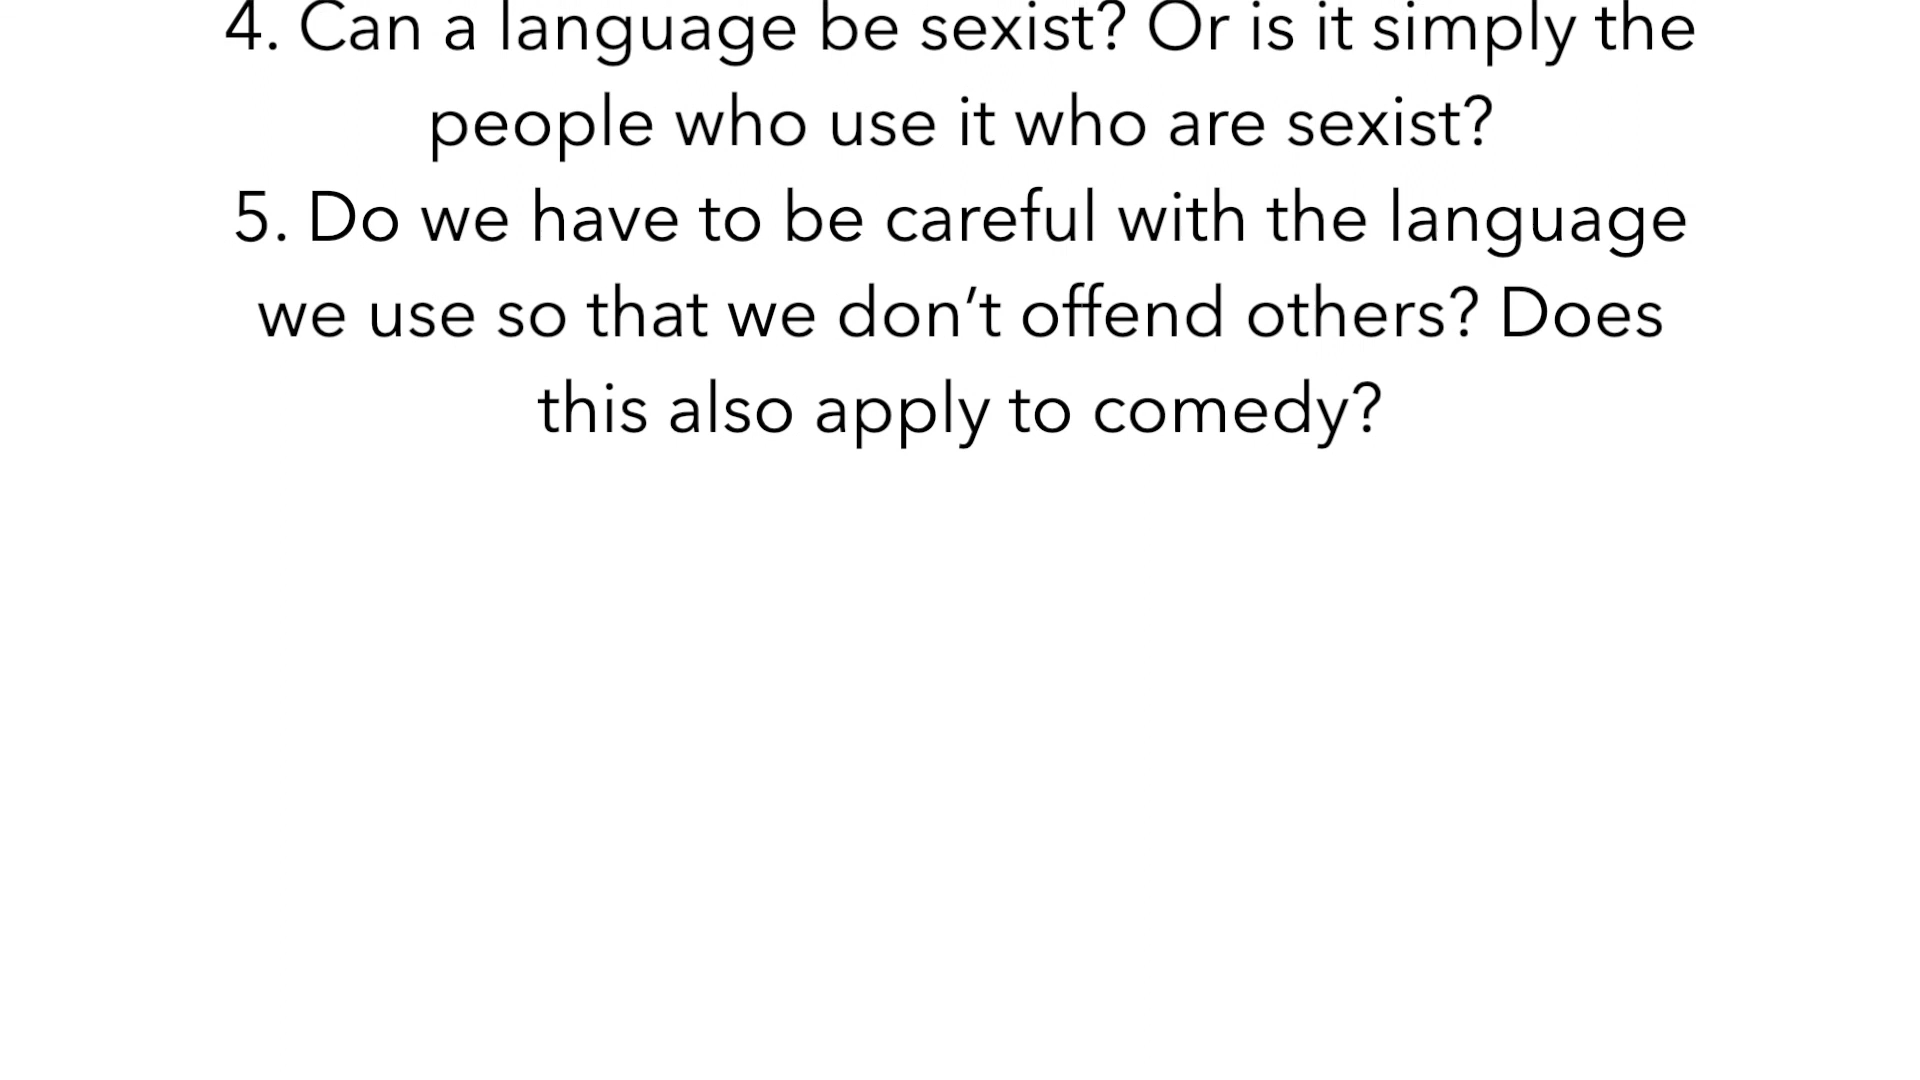 4. Can a language be sexist? Or is it simply the
people who use it who are sexist?
5. Do we have to be careful with the language
we use so that we don’t offend others? Does
this also apply to comedy?